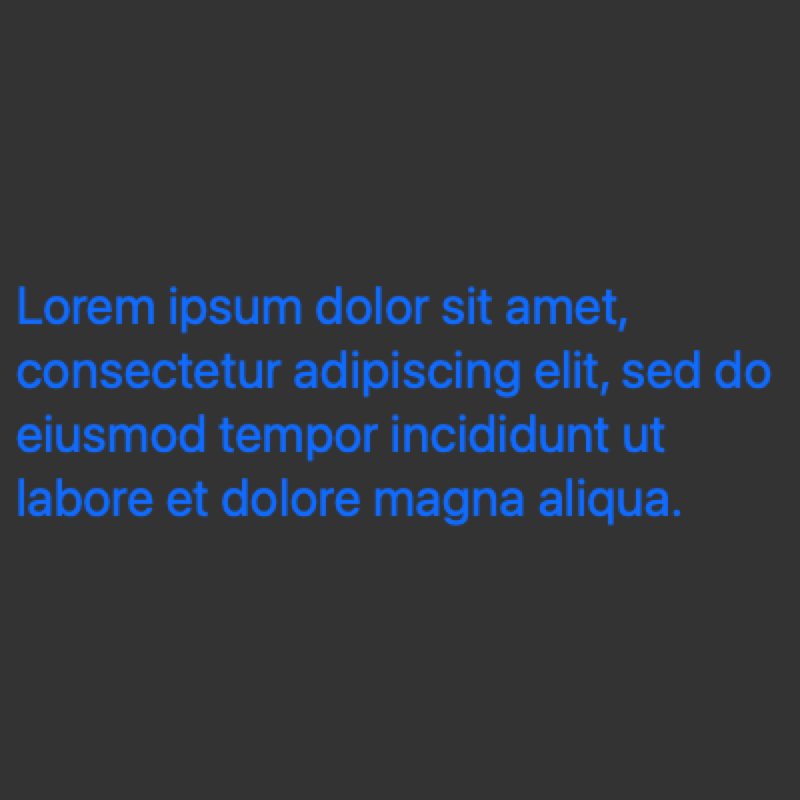 Lorem ipsum dolor sit amet,
consectetur adipiscing elit, sed do
eiusmod tempor incididunt ut
labore et dolore magna aliqua.